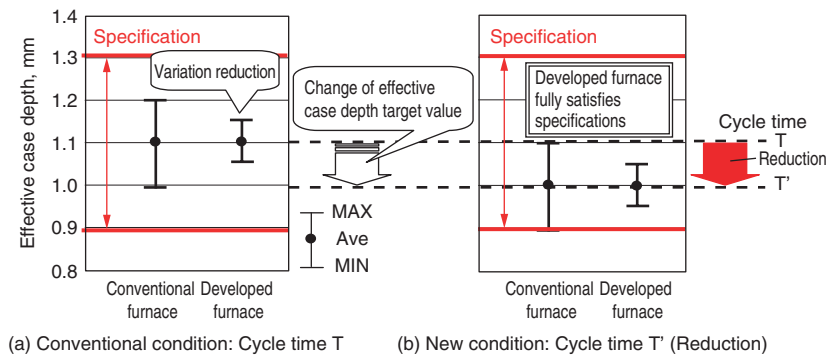 Effective case depth, mm
1.4
1.3
1.2
1.1
1.0
0.9
0.8
Specification
Variation reduction
Conventional
furnace
Developed
furnace
Change of effective
case depth target value
MAX
Ave
MIN
Specification
Developed furnace
fully satisfies
specifications
Cycle time
T
Reduction
T'
Conventional
furnace
Developed
furnace
(a) Conventional condition: Cycle time T
(b) New condition: Cycle time T' (Reduction)